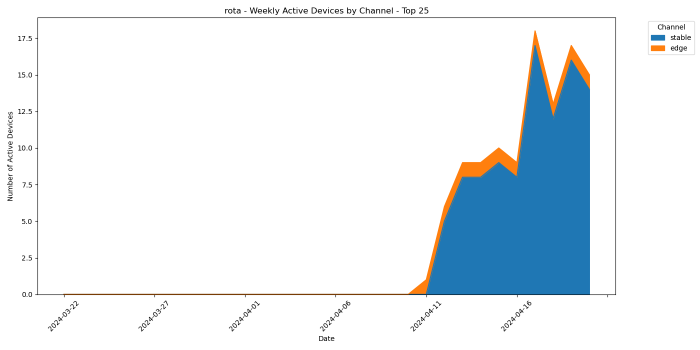 rota - Weekly Active Devices by Channel - Top 25
Channel
stable
edge
Number of Active Devices
17.5
15.0
12.5
10.0
7.5
5.0
2.5
0.0
2024-03-22
2024-03-27
2024-04-01
2024-04-06
2024-04-11
2024-04-16
Date